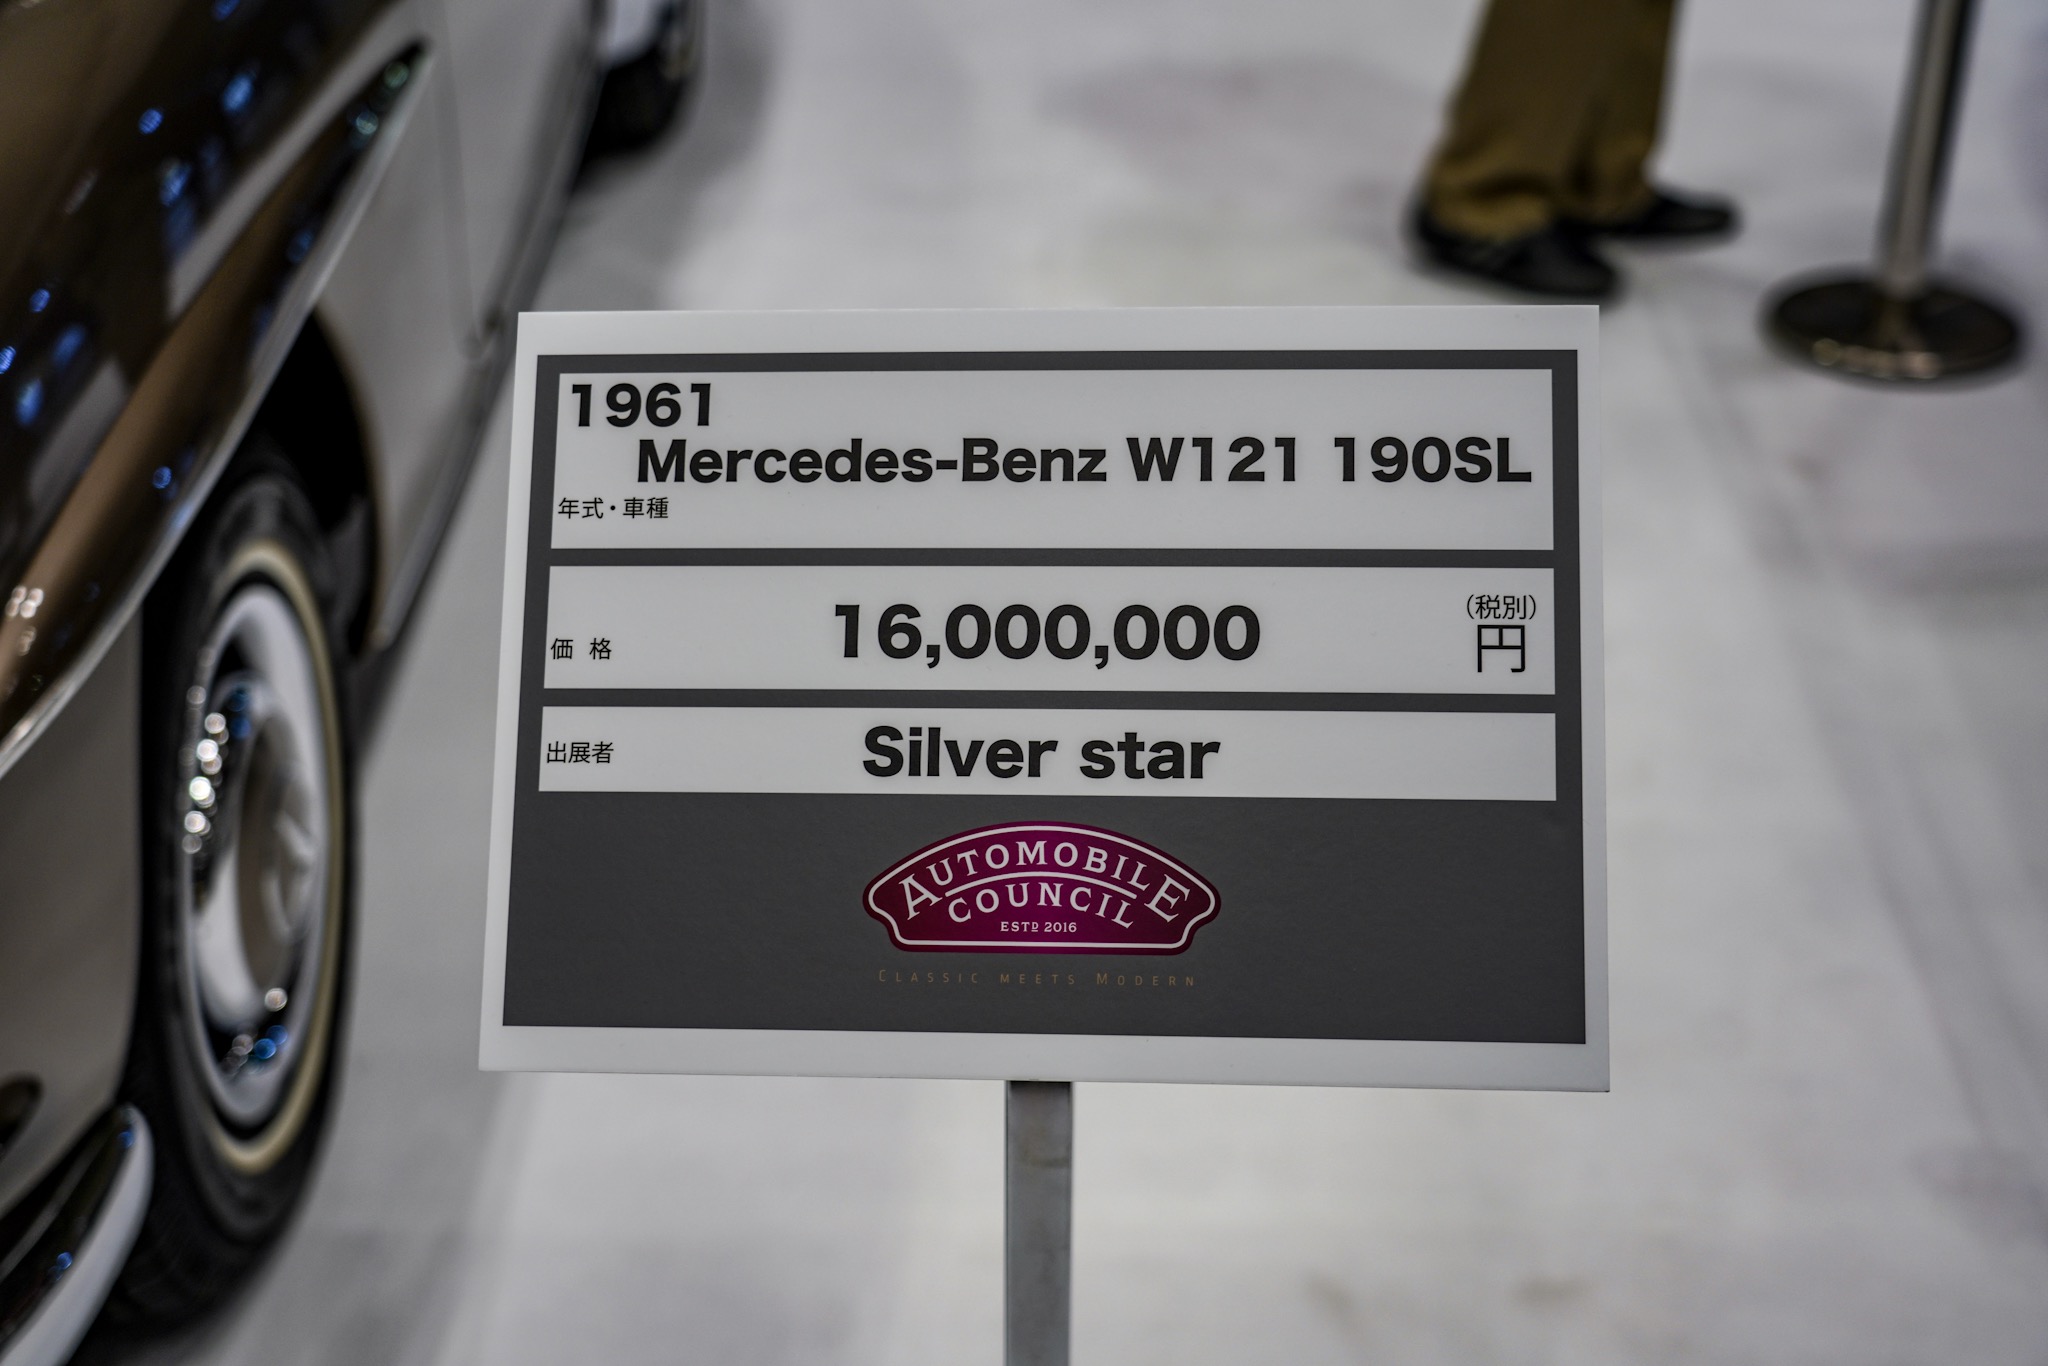 1961
Mercedes-Benz W121 190SL
年式・車種
価 格
16,000,000
(税別)
円
出展者
Silver star
AUTOMOBILE
COUNCIL
ESTD 2016
CLASSIC MEETS MODERN